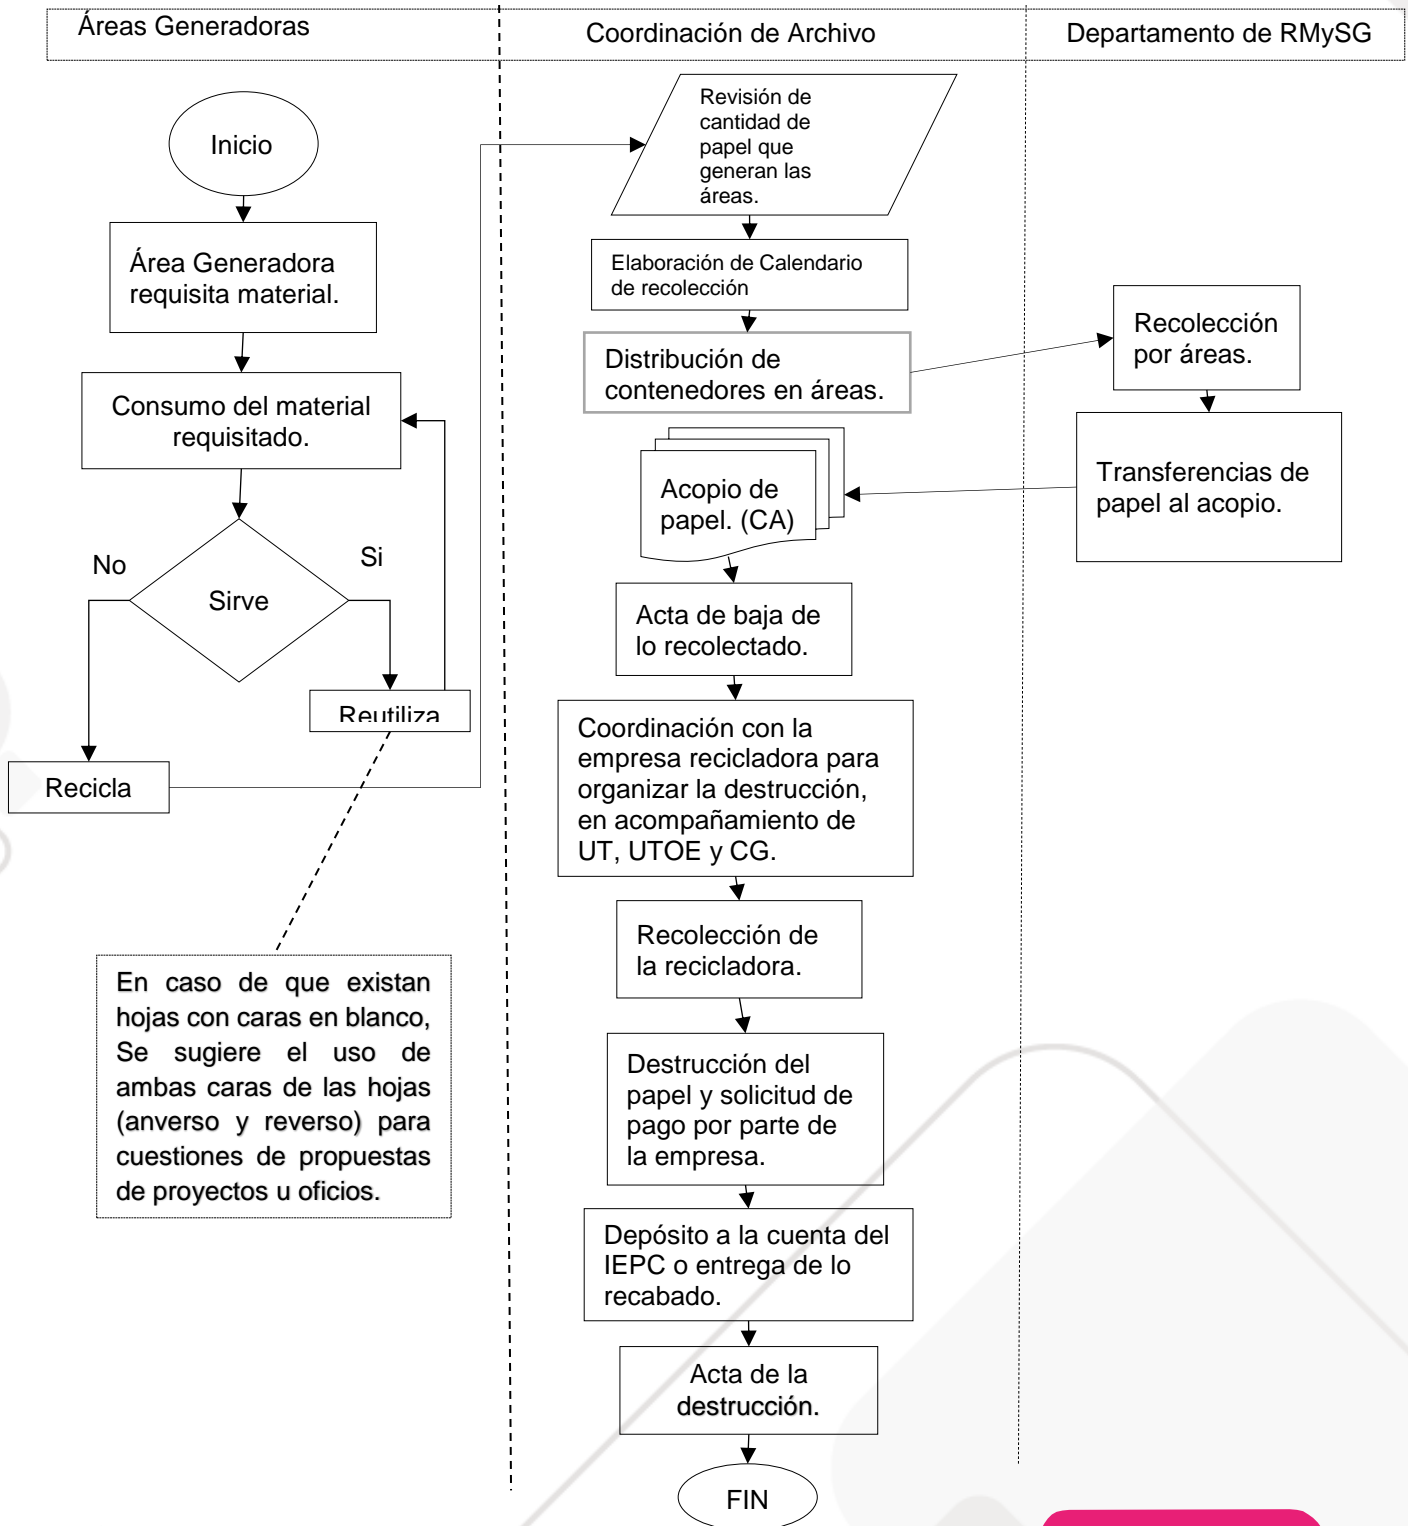 Áreas Generadoras
Coordinación de Archivo
Departamento de RMySG
Inicio
Área Generadora
requisita material.
Consumo del material
requisitado.
No
Si
Sirve
Reutiliza
Recicla
En caso de que existan
hojas con caras en blanco,
Se sugiere el uso de
ambas caras de las hojas
(anverso y reverso) para
cuestiones de propuestas
de proyectos u oficios.
Revisión de
cantidad de
papel que
generan las
áreas.
Elaboración de Calendario
de recolección
Distribución de
contenedores en áreas.
Recolección
por áreas.
Transferencias de
papel al acopio.
Acopio de
papel. (CA)
Acta de baja de
lo recolectado.
Coordinación con la
empresa recicladora para
organizar la destrucción,
en acompañamiento de
UT, UTOE y CG.
Recolección de
la recicladora.
Destrucción del
papel y solicitud de
pago por parte de
la empresa.
Depósito a la cuenta del
IEPC o entrega de lo
recabado.
Acta de la
destrucción.
FIN